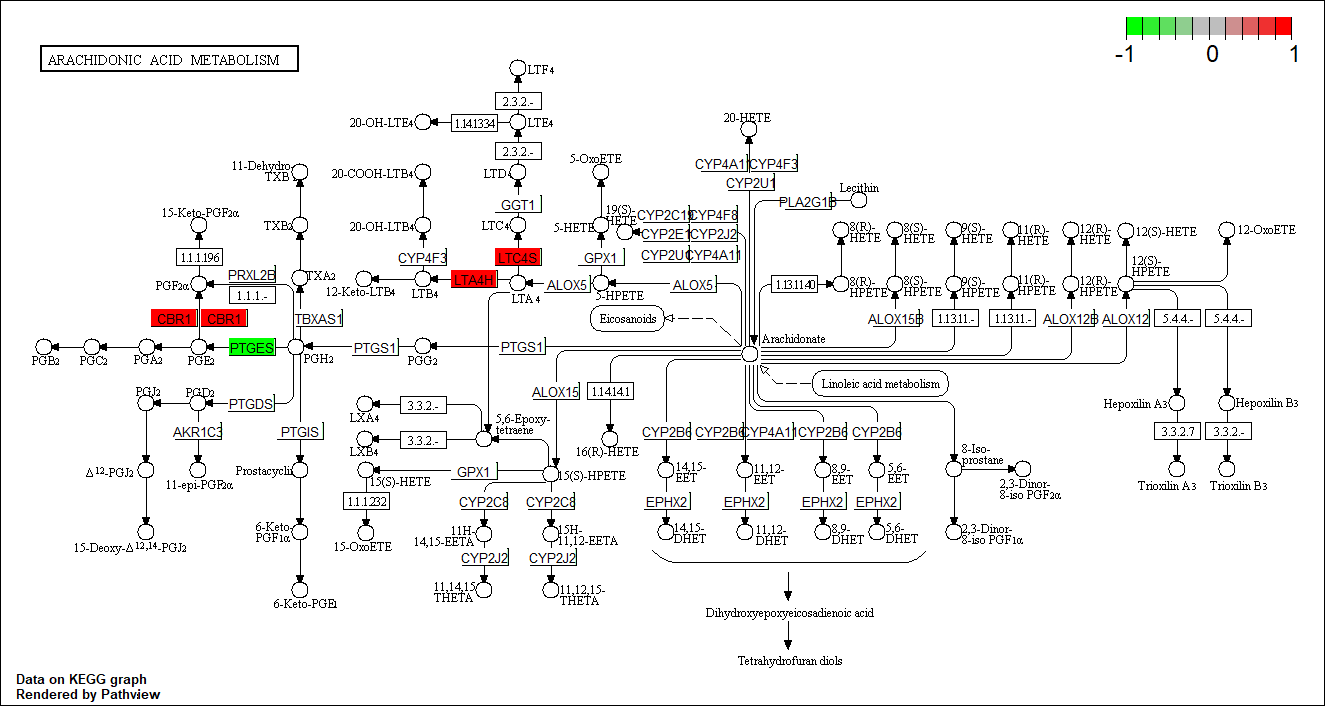 -1 0 1
ARACHIDONIC ACID METABOLISM
LTF4
2.3.2.-
20-OH-LTE4
1.14.13.34
LTE4
2.3.2.-
20-HETE
CYP4A11
CYP4F3
CYP2U1
11-Dehydro-
TXB
20-COOH-LTB4
LTD4
5-OxoETE
Lecithin
PLA2G1B
15-Keto-PGF2α
TXB2
20-OH-LTB4
GGT1
LTC4
5-HETE
19(S)-
HETE
CYP2C19
CYP4F8
CYP2E1
CYP2J2
CYP2U1
CYP4A11
8(R)-
HETE
8(S)-
HETE
9(S)-
HETE
11(R)-
HETE
12(R)-
HETE
12(S)-HETE
12-OxoETE
1.1.1.196
PRXL2B
1.1.1.-
PGF2α
TXA2
CYP4F3
LTC4S
GPX1
12-Keto-LTB4
LTB4
LTA4H
LTA4
ALOX5
5-HPETE
ALOX5
1.13.11.40
8(R)-
HPETE
8(S)-
HPETE
9(S)-
HPETE
11(R)-
HPETE
12(R)-
HPETE
12(S)-
HPETE
CBR1
CBR1
TBXAS1
Eicosanoids
ALOX15B
1.13.11.-
1.13.11.-
ALOX12B
ALOX12
5.4.4.-
5.4.4.-
PGB2
PGC2
PGA2
PGE2
PTGES
PGH2
PTGS1
PGG2
PTGS1
Arachidonate
Linoleic acid metabolism
PGJ2
PGD2
PTGDS
ALOX15
1.14.14.1
LXA4
3.3.2.-
5,6-Epoxy-
tetraene
Hepoxilin A3
Hepoxilin B3
AKR1C3
PTGIS
LXB4
3.3.2.-
16(R)-HETE
CYP2B6
CYP2B6
CYP4A11
CYP2B6
CYP2B6
8-Iso-
prostane
3.3.2.7
3.3.2.-
Δ12-PGJ2
11-epi-PGF2α
Prostacyclin
15(S)-HETE
GPX1
15(S)-HPETE
14,15-
EET
11,12-
EET
8,9-
EET
5,6-
EET
2,3-Dinor-
8-iso PGF2α
Trioxilin A3
Trioxilin B3
1.1.1.232
CYP2C8
CYP2C8
EPHX2
EPHX2
EPHX2
EPHX2
15-Deoxy-Δ12,14-PGJ2
6-Keto-
PGF1α
15-OxoETE
11H-
14,15-EETA
15H-
11,12-EETA
14,15-
DHET
11,12-
DHET
8,9-
DHET
5,6-
DHET
2,3-Dinor-
8-iso PGF1α
CYP2J2
CYP2J2
6-Keto-PGE1
11,14,15-
THETA
11,12,15-
THETA
Dihydroxyepoxyeicosadienoic acid
Tetrahydrofuran diols
Data on KEGG graph
Rendered by Pathview